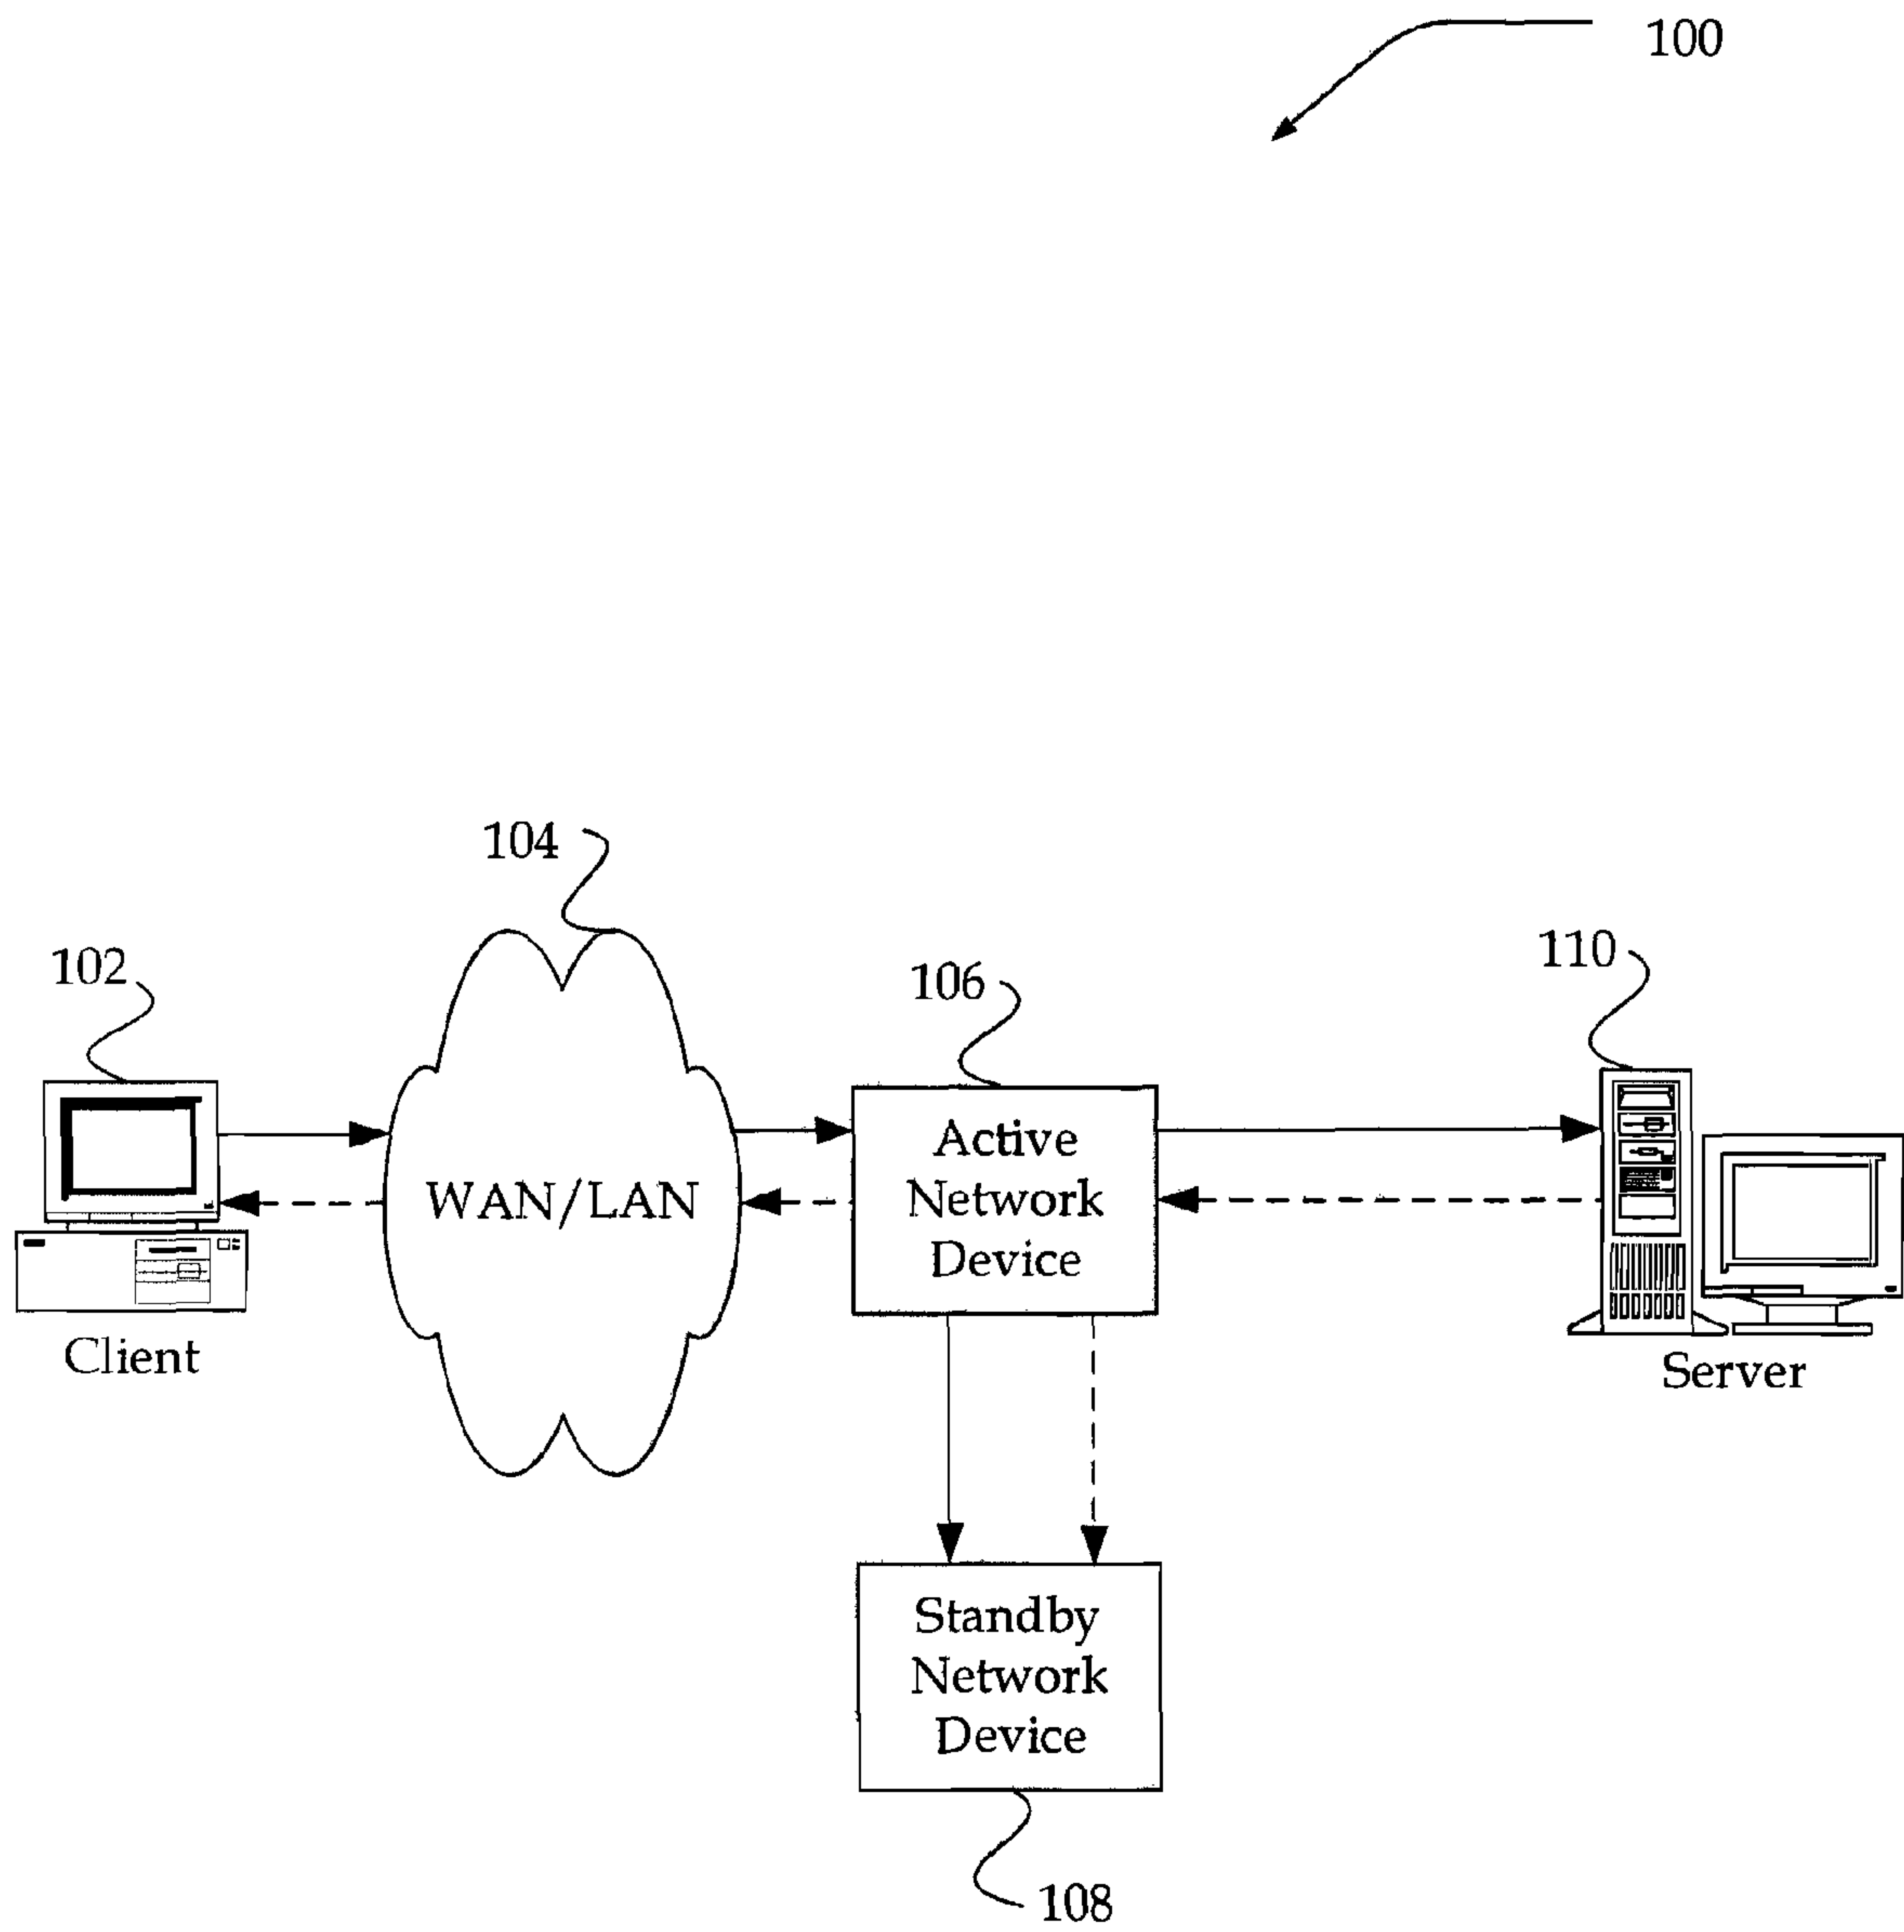 100
104
102
106
110
Active
Network
Device
WAN/LAN
Client
Server
Standby
Network
Device
108